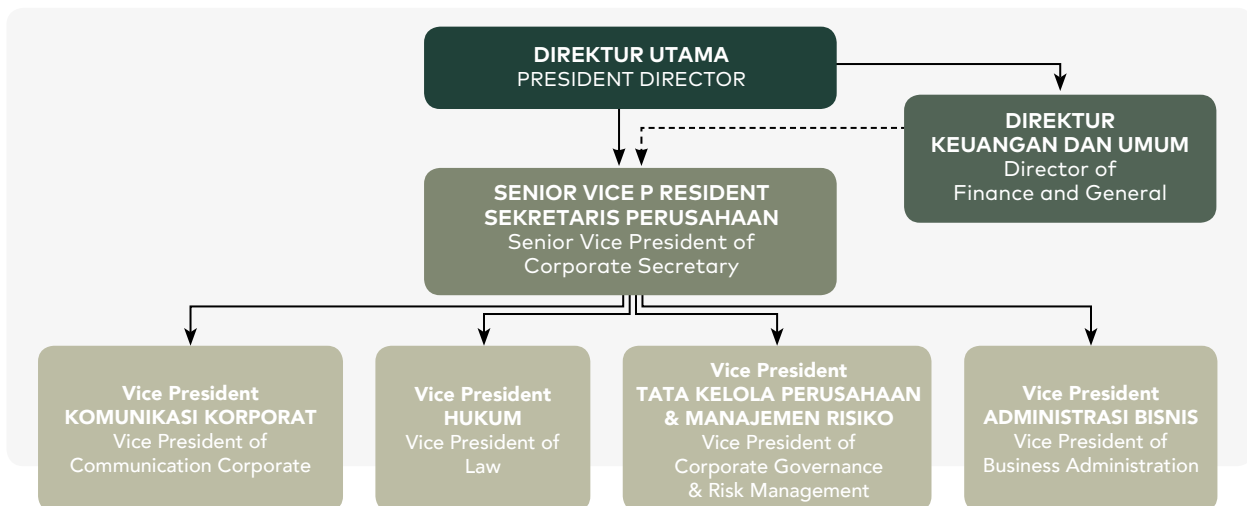 DIREKTUR UTAMA
PRESIDENT DIRECTOR
DIREKTUR
KEUANGAN DAN UMUM
Director of
Finance and General
SENIOR VICE P RESIDENT
SEKRETARIS PERUSAHAAN
Senior Vice President of
Corporate Secretary
Vice President
KOMUNIKASI KORPORAT
Vice President of
Communication Corporate
Vice President
HUKUM
Vice President of
Law
Vice President
TATA KELOLA PERUSAHAAN
& MANAJEMEN RISIKO
Vice President of
Corporate Governance
& Risk Management
Vice President
ADMINISTRASI BISNIS
Vice President of
Business Administration